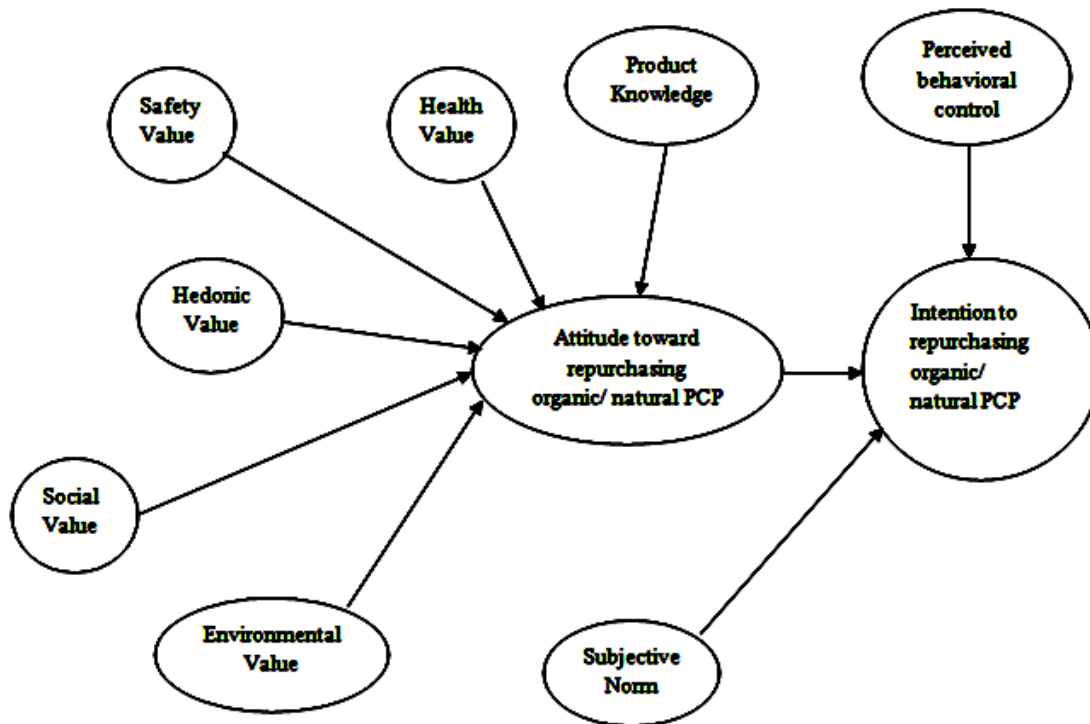 Safety
Value
Health
Value
Product
Knowledge
Perceived
behavioral
control
Hedonic
Value
Attitude toward
repurchasing
organic/ natural PCP
Intention to
repurchasing
organic/
natural PCP
Social
Value
Environmental
Value
Subjective
Norm